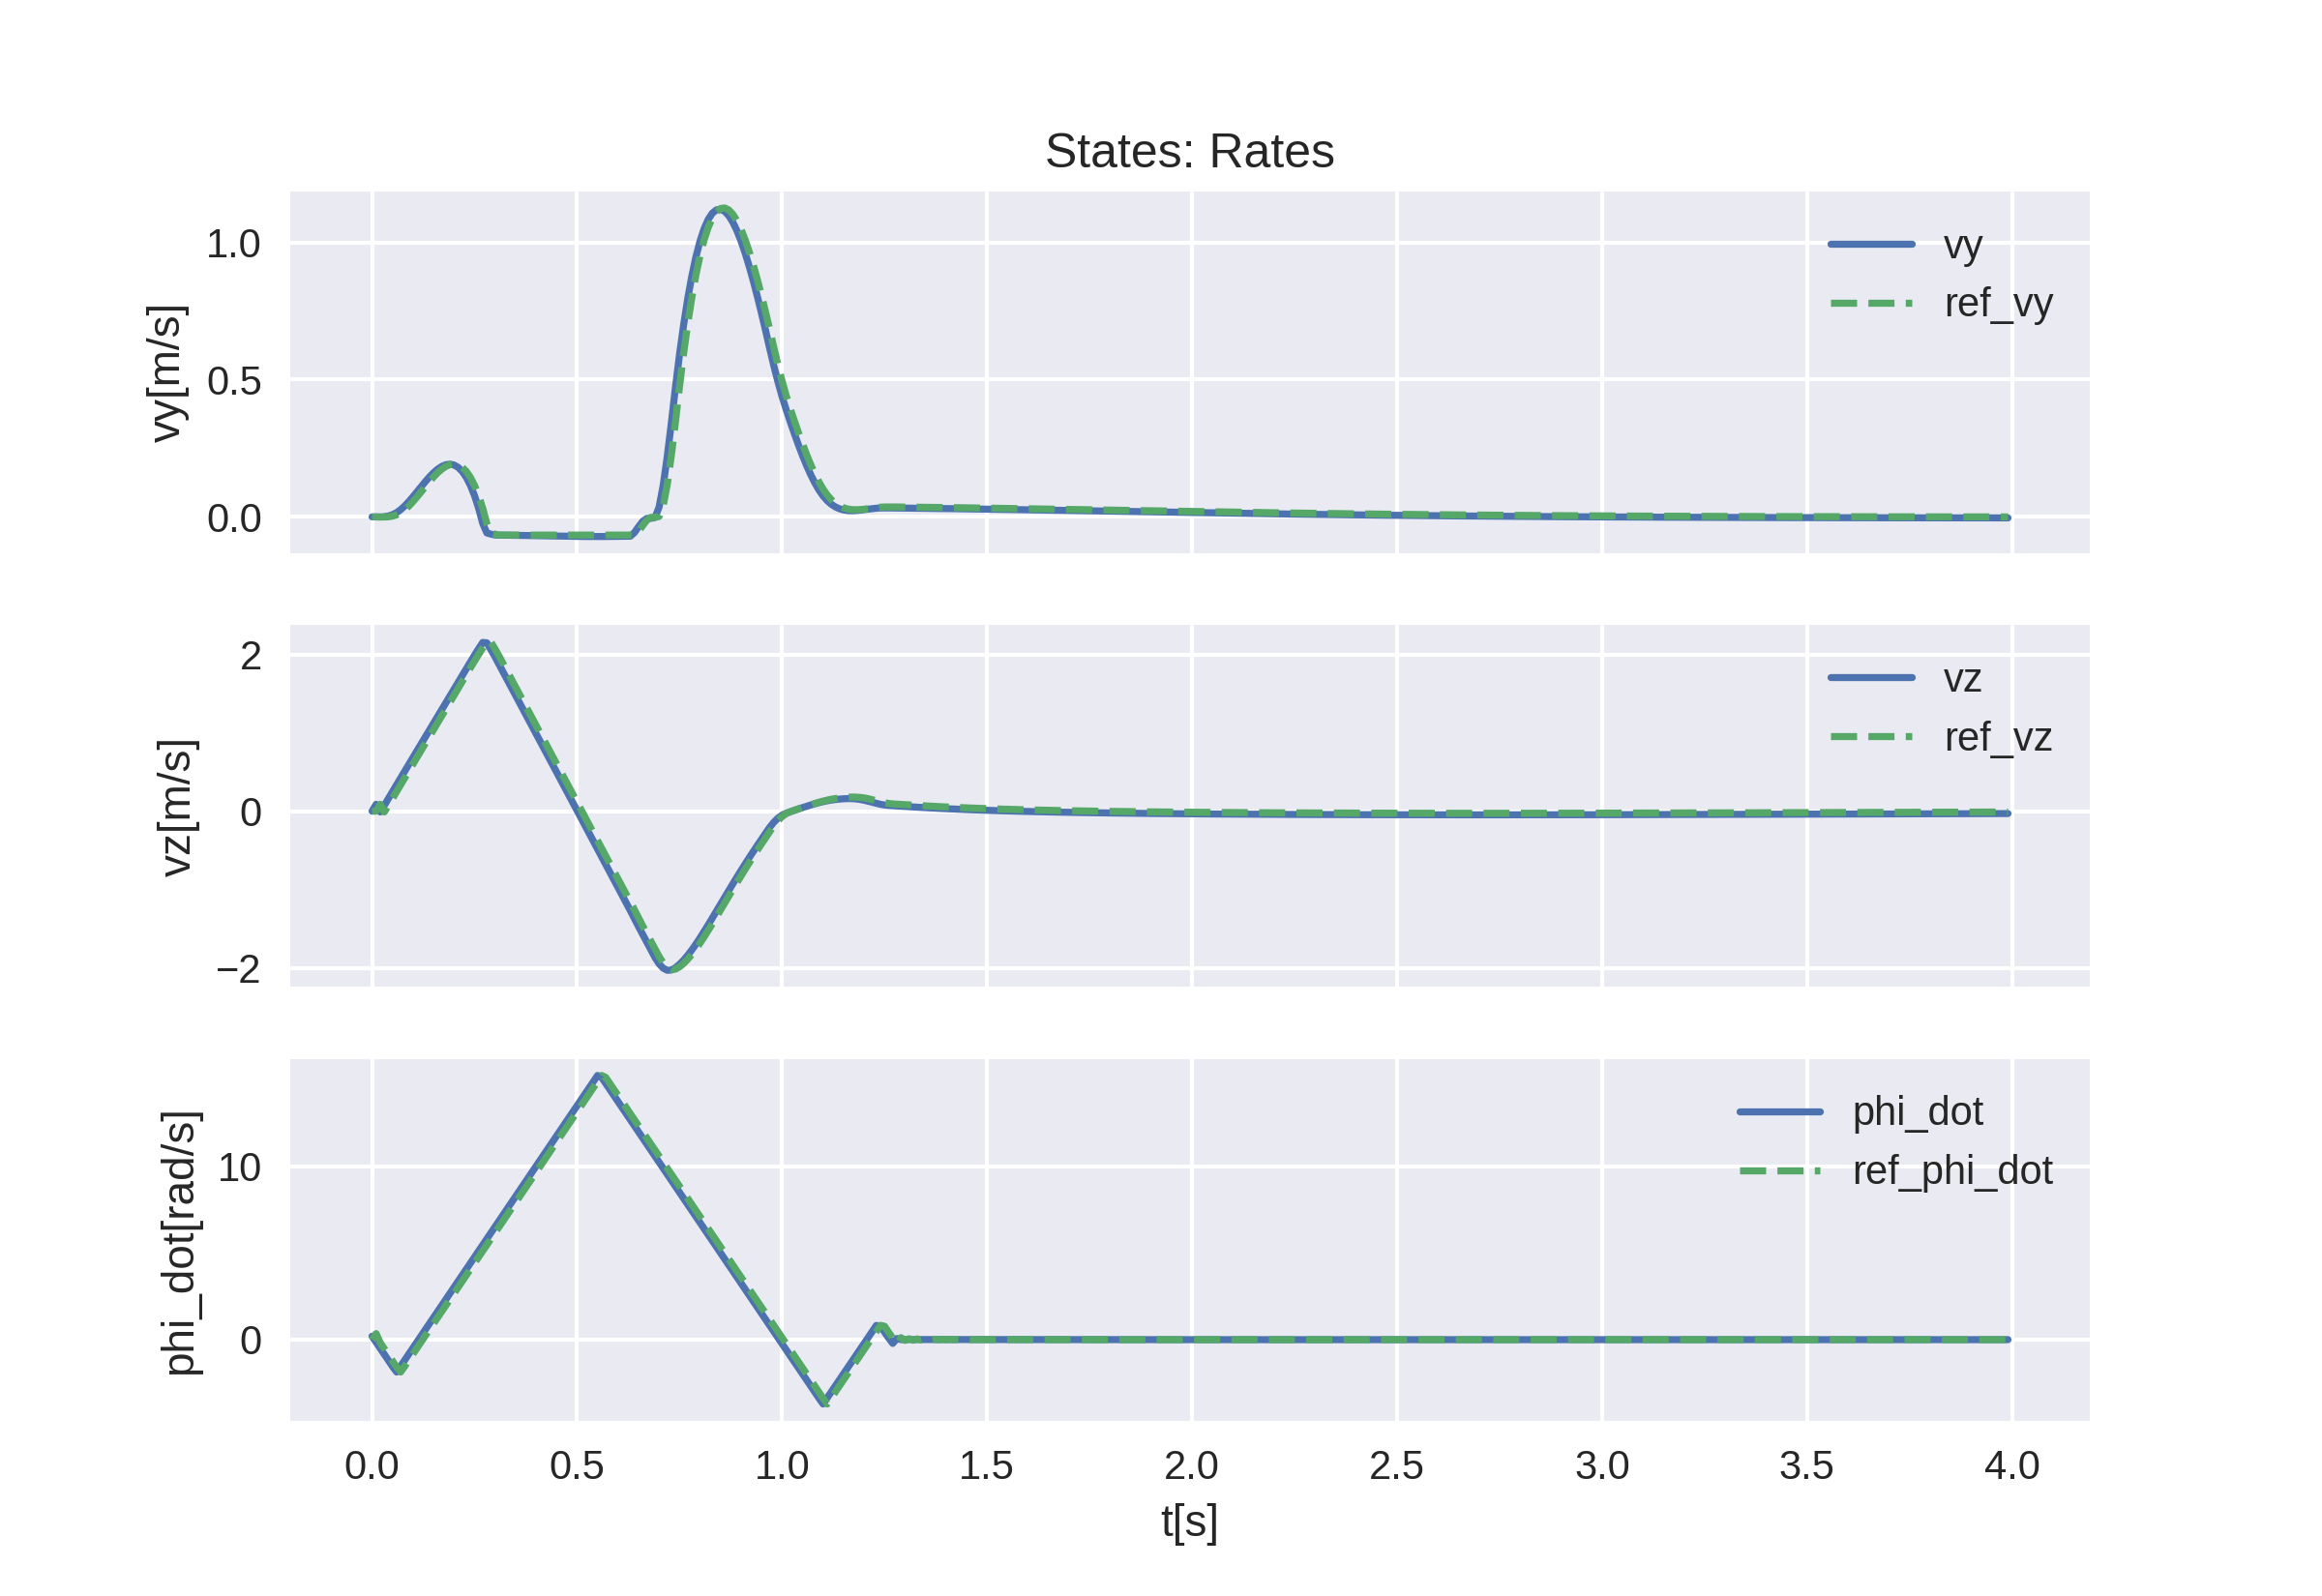 States: Rates
vy[m/s]
1.0
0.5
0.0
vy
ref_vy
vz[m/s]
2
0
−2
vz
ref_vz
phi_dot[rad/s]
10
0
phi_dot
ref_phi_dot
0.0 0.5 1.0 1.5 2.0 2.5 3.0 3.5 4.0
t[s]